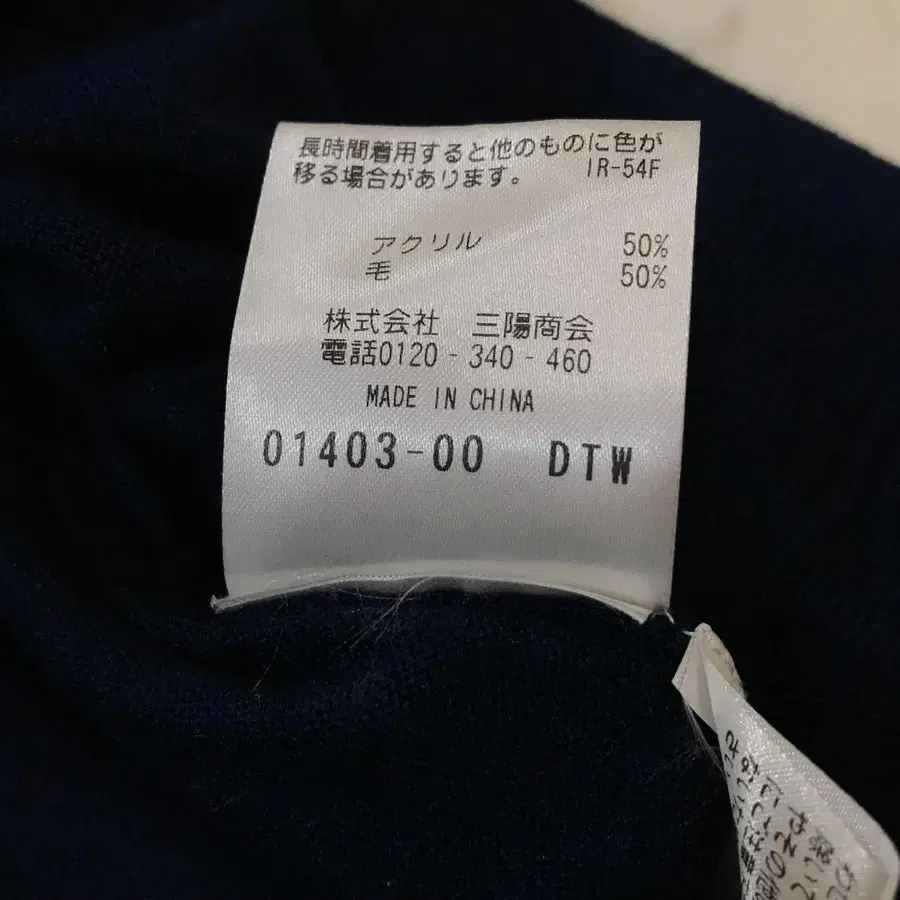 長時間着用すると他のものに色が
移る場合があります。 IR-54F
アクリル 50%
毛 50%
株式会社 三陽商会
電話0120-340-460
MADE IN CHINA
01403-00 DTW